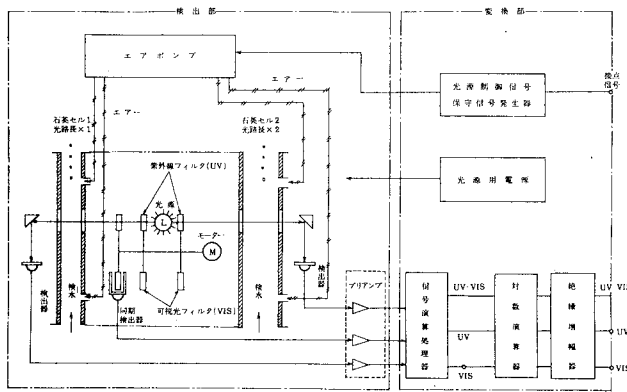 検出部
変換部
エアポンプ
エアー
エアー
石英セル1
光路長×1
石英セル2
光路長×2
紫外線フィルタ(UV)
光源
L
モーター
M
検出器
検水
同期
検出器
可視光フィルタ(VIS)
検水
検出器
プリアンプ
光源制御信号
保守信号発生器
接点
信号
光源用電源
信号演算処理器
UV-VIS
UV
VIS
対数演算器
絶縁増幅器
UV-VIS
UV
VIS